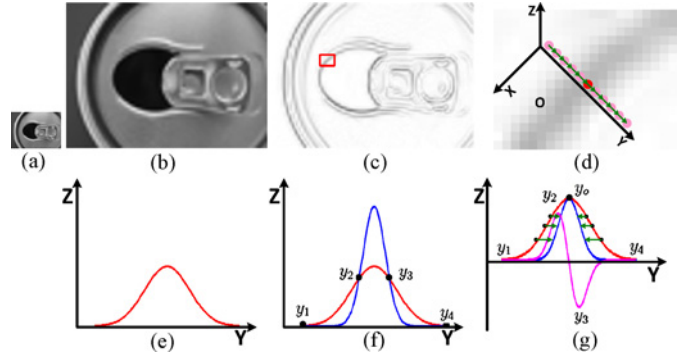 Z
X
O
Y
(a)
(b)
(c)
(d)
Z
Y
(e)
Z
y₁
y₂
y₃
y₄
Y
(f)
Z
y₂
yₒ
y₁
y₄
Y
y₃
(g)